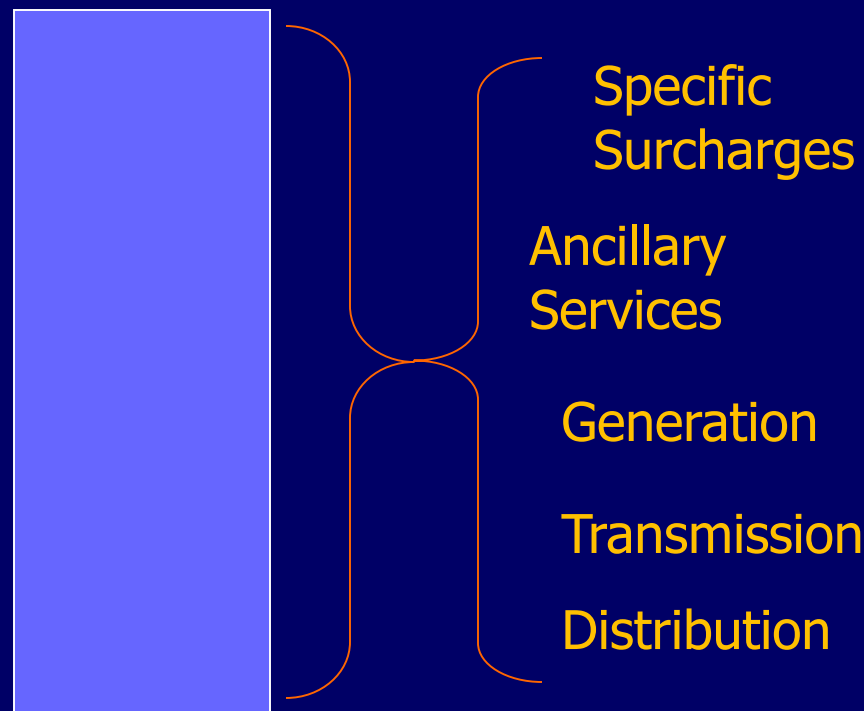 Specific
Surcharges
Ancillary
Services
Generation
Transmission
Distribution